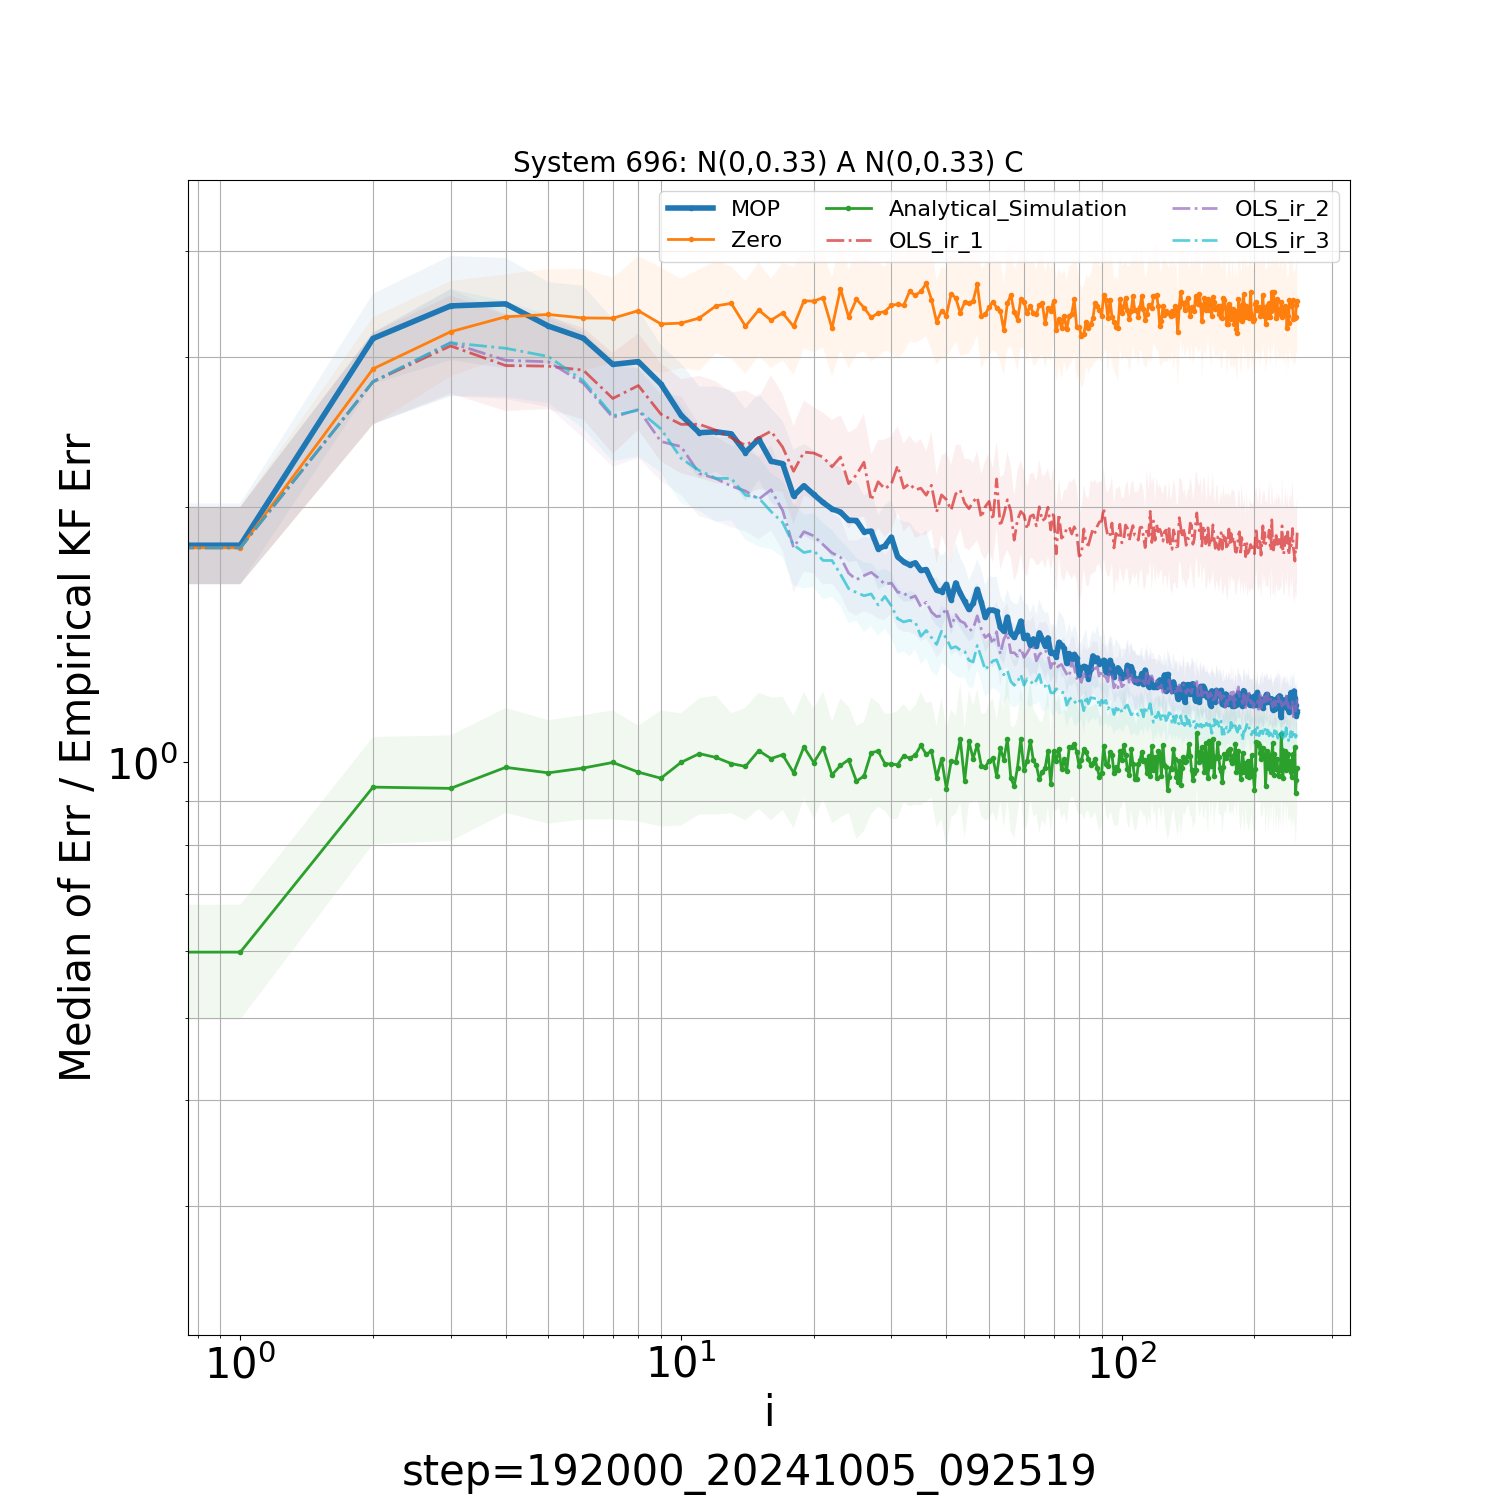 System 696: N(0,0.33) A N(0,0.33) C
MOP
Zero
Analytical_Simulation
OLS_ir_1
OLS_ir_2
OLS_ir_3
Median of Err / Empirical KF Err
10⁰
10⁰ 10¹ 10²
i
step=192000_20241005_092519